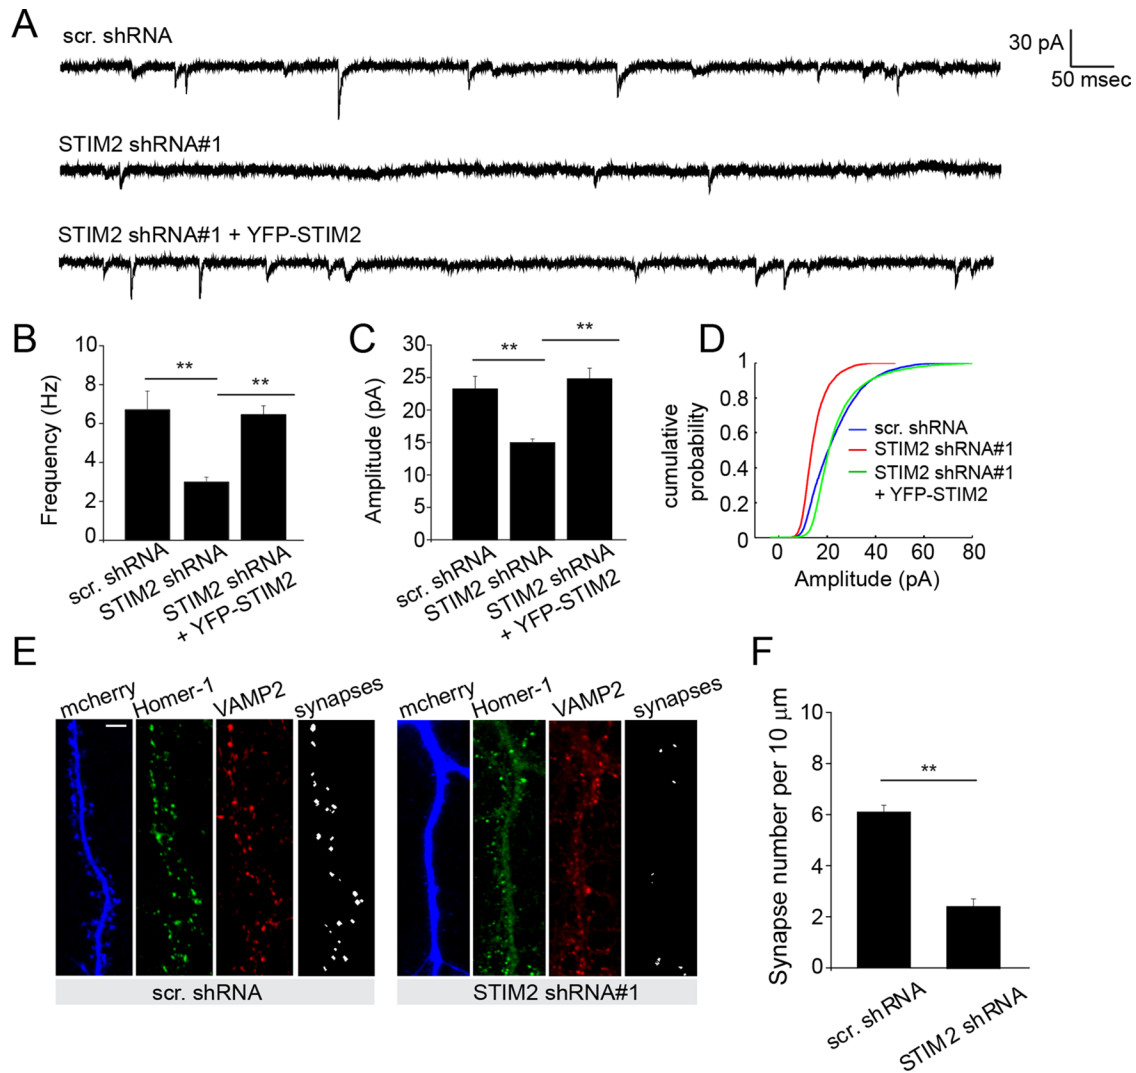 A
scr. shRNA
30 pA
50 msec
STIM2 shRNA#1
STIM2 shRNA#1 + YFP-STIM2
B
Frequency (Hz)
10
8
6
4
2
0
**
**
scr. shRNA
STIM2 shRNA
STIM2 shRNA
+ YFP-STIM2
C
Amplitude (pA)
30
25
20
15
10
5
0
**
**
scr. shRNA
STIM2 shRNA
STIM2 shRNA
+ YFP-STIM2
D
cumulative
probability
1
0.8
0.6
0.4
0.2
0
0
20
40
60
80
Amplitude (pA)
scr. shRNA
STIM2 shRNA#1
STIM2 shRNA#1
+ YFP-STIM2
E
mcherry
Homer-1
VAMP2
synapses
mcherry
Homer-1
VAMP2
synapses
scr. shRNA
STIM2 shRNA#1
F
Synapse number per 10 µm
10
8
6
4
2
0
**
scr. shRNA
STIM2 shRNA